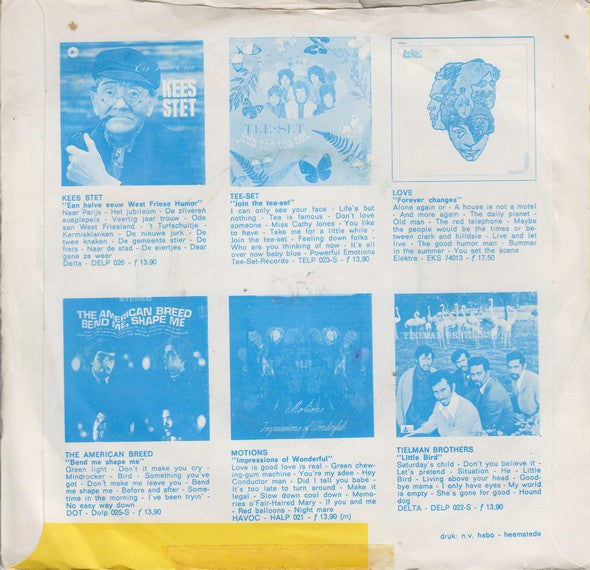 KEES
STET
TEE-SET
Join the tea-set
KEES STET
"Een halve eeuw West Friese Humor"
Naar Parijs - Het jubileüm - De zilveren
soeplepels - Veertig jaar trouw - Ode
aan West Friesland - 't Turfschuitje -
Kermisklanken - De nieuwe jurk - De
twee knaken - De gemeente stier - De
fiets - Naar de stad - De eiertjes - Daar
gane ze weer
Delta - DELP 026 - f 13,90
TEE-SET
"Join the tea-set"
I can only see your face - Life's but
nothing - Tea is famous - Don't love
someone - Miss Cathy Jones - You like
to have - Take me for a little while -
Join the tea-set - Feeling down folks -
Who are you thinking of now - It's all
over now baby blue - Powerful Emotions
Tee-Set-Records - TELP 023-S - f 13,90
LOVE
"Forever changes"
Alone again or - A house is not a motel
- And more again - The daily planet -
Old man - The red telephone - Maybe
the people would be the times or be-
tween clark and hilldale - Live and let
live - The good humor man - Bummer
in the summer - You set the scene
Elektra - EKS 74013 - f 17,50
STEREO
THE AMERICAN BREED
BEND ME, SHAPE ME
Motions
Impressions of Wonderful
TIELMAN BROTHERS
THE AMERICAN BREED
"Bend me shape me"
Green light - Don't it make you cry -
Mindrocker - Bird - Something you've
got - Don't make me leave you - Bend
me shape me - Before and after - Some-
time in the morning - I've been tryin' -
No easy way down
DOT - Dolp 025-S - f 13,90
MOTIONS
"Impressions of Wonderful"
Love is good love is real - Green chew-
ing-gum machine - You're my adee - Hey
Conductor man - Did I tell you babe -
it's too late to turn around - Make it
legal - Slow down cool down - Memo-
ries o'Fair-Haired Mary - If you and me
- Red balloons - Night mare
HAVOC - HALP 021 - f 13,90 (m)
TIELMAN BROTHERS
"Little Bird"
Saturday's child - Don't you believe it -
Let's pretend - Situation - He - Little
Bird - Living above your head - Good-
bye mama - I only have eyes - My world
is empty - She's gone for good - Hound
dog
DELTA - DELP 022-S - f 13,90
druk: n.v. habo - heemstede